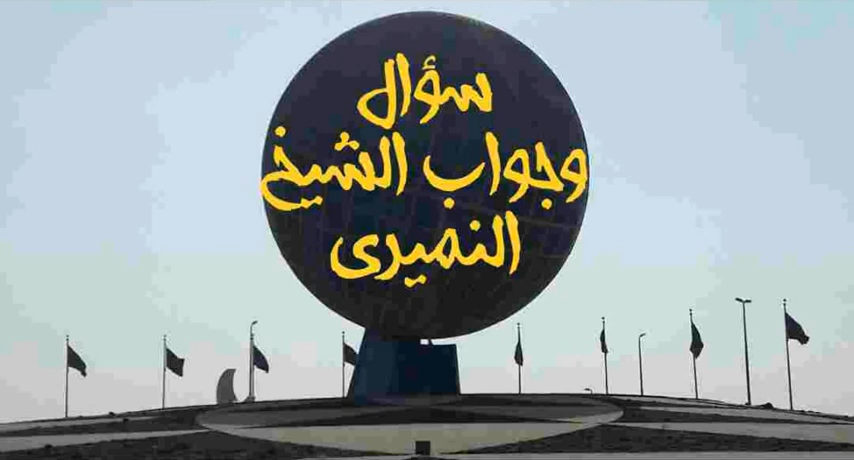 سؤال
وجواب الشيخ
النميرى